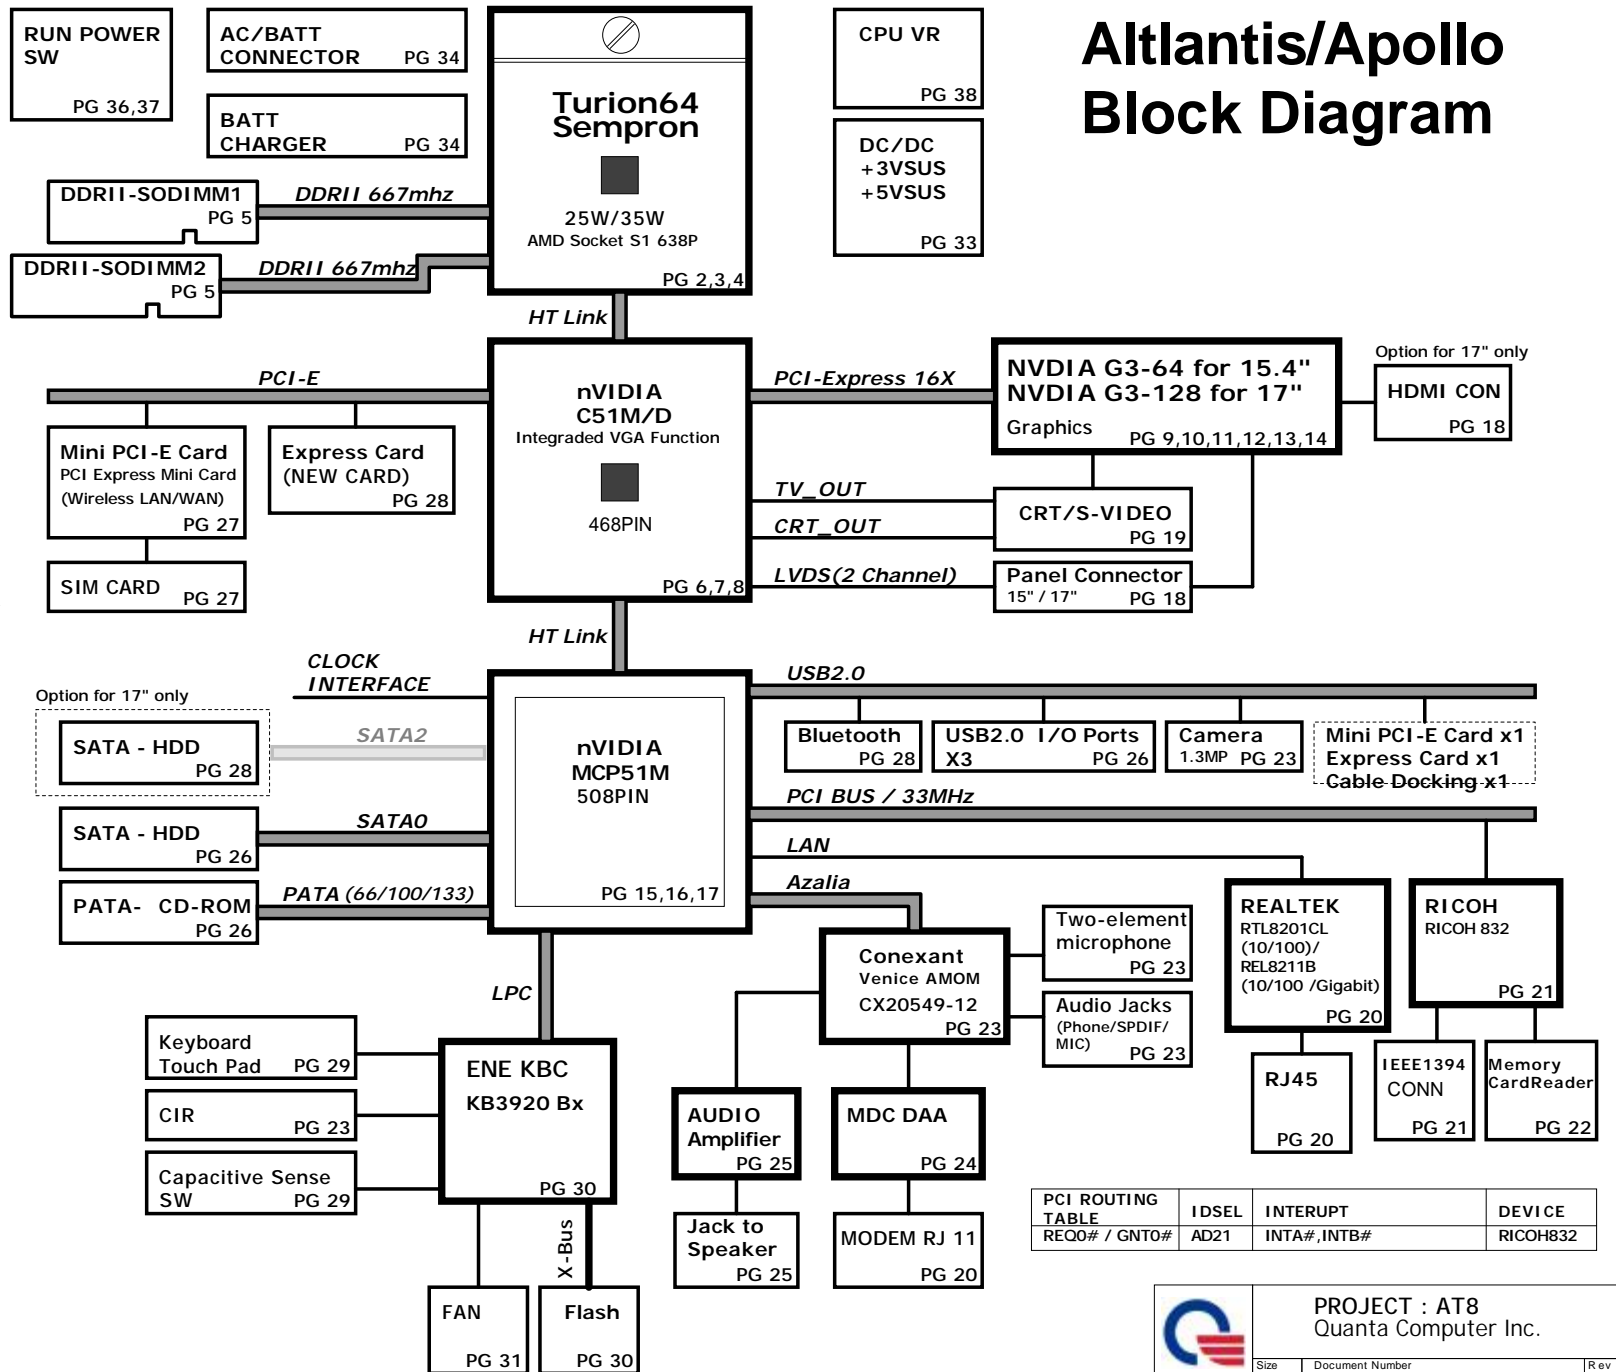 Altlantis/Apollo
Block Diagram
RUN POWER
SW
PG 36,37
AC/BATT
CONNECTOR PG 34
BATT
CHARGER PG 34
Turion64
Sempron
25W/35W
AMD Socket S1 638P
PG 2,3,4
CPU VR
PG 38
DC/DC
+3VSUS
+5VSUS
PG 33
DDRII-SODIMM1
PG 5
DDRII 667mhz
DDRII-SODIMM2
PG 5
DDRII 667mhz
HT Link
PCI-E
nVIDIA
C51M/D
Integraded VGA Function
468PIN
PG 6,7,8
PCI-Express 16X
NVDIA G3-64 for 15.4"
NVDIA G3-128 for 17"
Graphics PG 9,10,11,12,13,14
Option for 17" only
HDMI CON
PG 18
Mini PCI-E Card
PCI Express Mini Card
(Wireless LAN/WAN)
PG 27
Express Card
(NEW CARD)
PG 28
SIM CARD PG 27
TV_OUT
CRT_OUT
CRT/S-VIDEO
PG 19
LVDS(2 Channel)
Panel Connector
15" / 17" PG 18
HT Link
CLOCK
INTERFACE
Option for 17" only
SATA - HDD
PG 28
SATA2
nVIDIA
MCP51M
508PIN
PG 15,16,17
USB2.0
Bluetooth
PG 28
USB2.0 I/O Ports
X3 PG 26
Camera
1.3MP PG 23
Mini PCI-E Card x1
Express Card x1
Cable Docking x1
SATA - HDD
PG 26
SATA0
PCI BUS / 33MHz
LAN
PATA- CD-ROM
PG 26
PATA (66/100/133)
Azalia
Conexant
Venice AMOM
CX20549-12
PG 23
Two-element
microphone
PG 23
Audio Jacks
(Phone/SPDIF/
MIC) PG 23
REALTEK
RTL8201CL
(10/100)/
REL8211B
(10/100 /Gigabit)
PG 20
RICOH
RICOH 832
PG 21
LPC
Keyboard
Touch Pad PG 29
CIR
PG 23
Capacitive Sense
SW PG 29
ENE KBC
KB3920 Bx
PG 30
AUDIO
Amplifier
PG 25
MDC DAA
PG 24
RJ45
PG 20
IEEE1394
CONN
PG 21
Memory
CardReader
PG 22
Jack to
Speaker
PG 25
MODEM RJ 11
PG 20
X-Bus
FAN
PG 31
Flash
PG 30
PCI ROUTING
TABLE IDSEL INTERUPT DEVICE
REQ0# / GNT0# AD21 INTA#,INTB# RICOH832
PROJECT : AT8
Quanta Computer Inc.
Size Document Number Rev